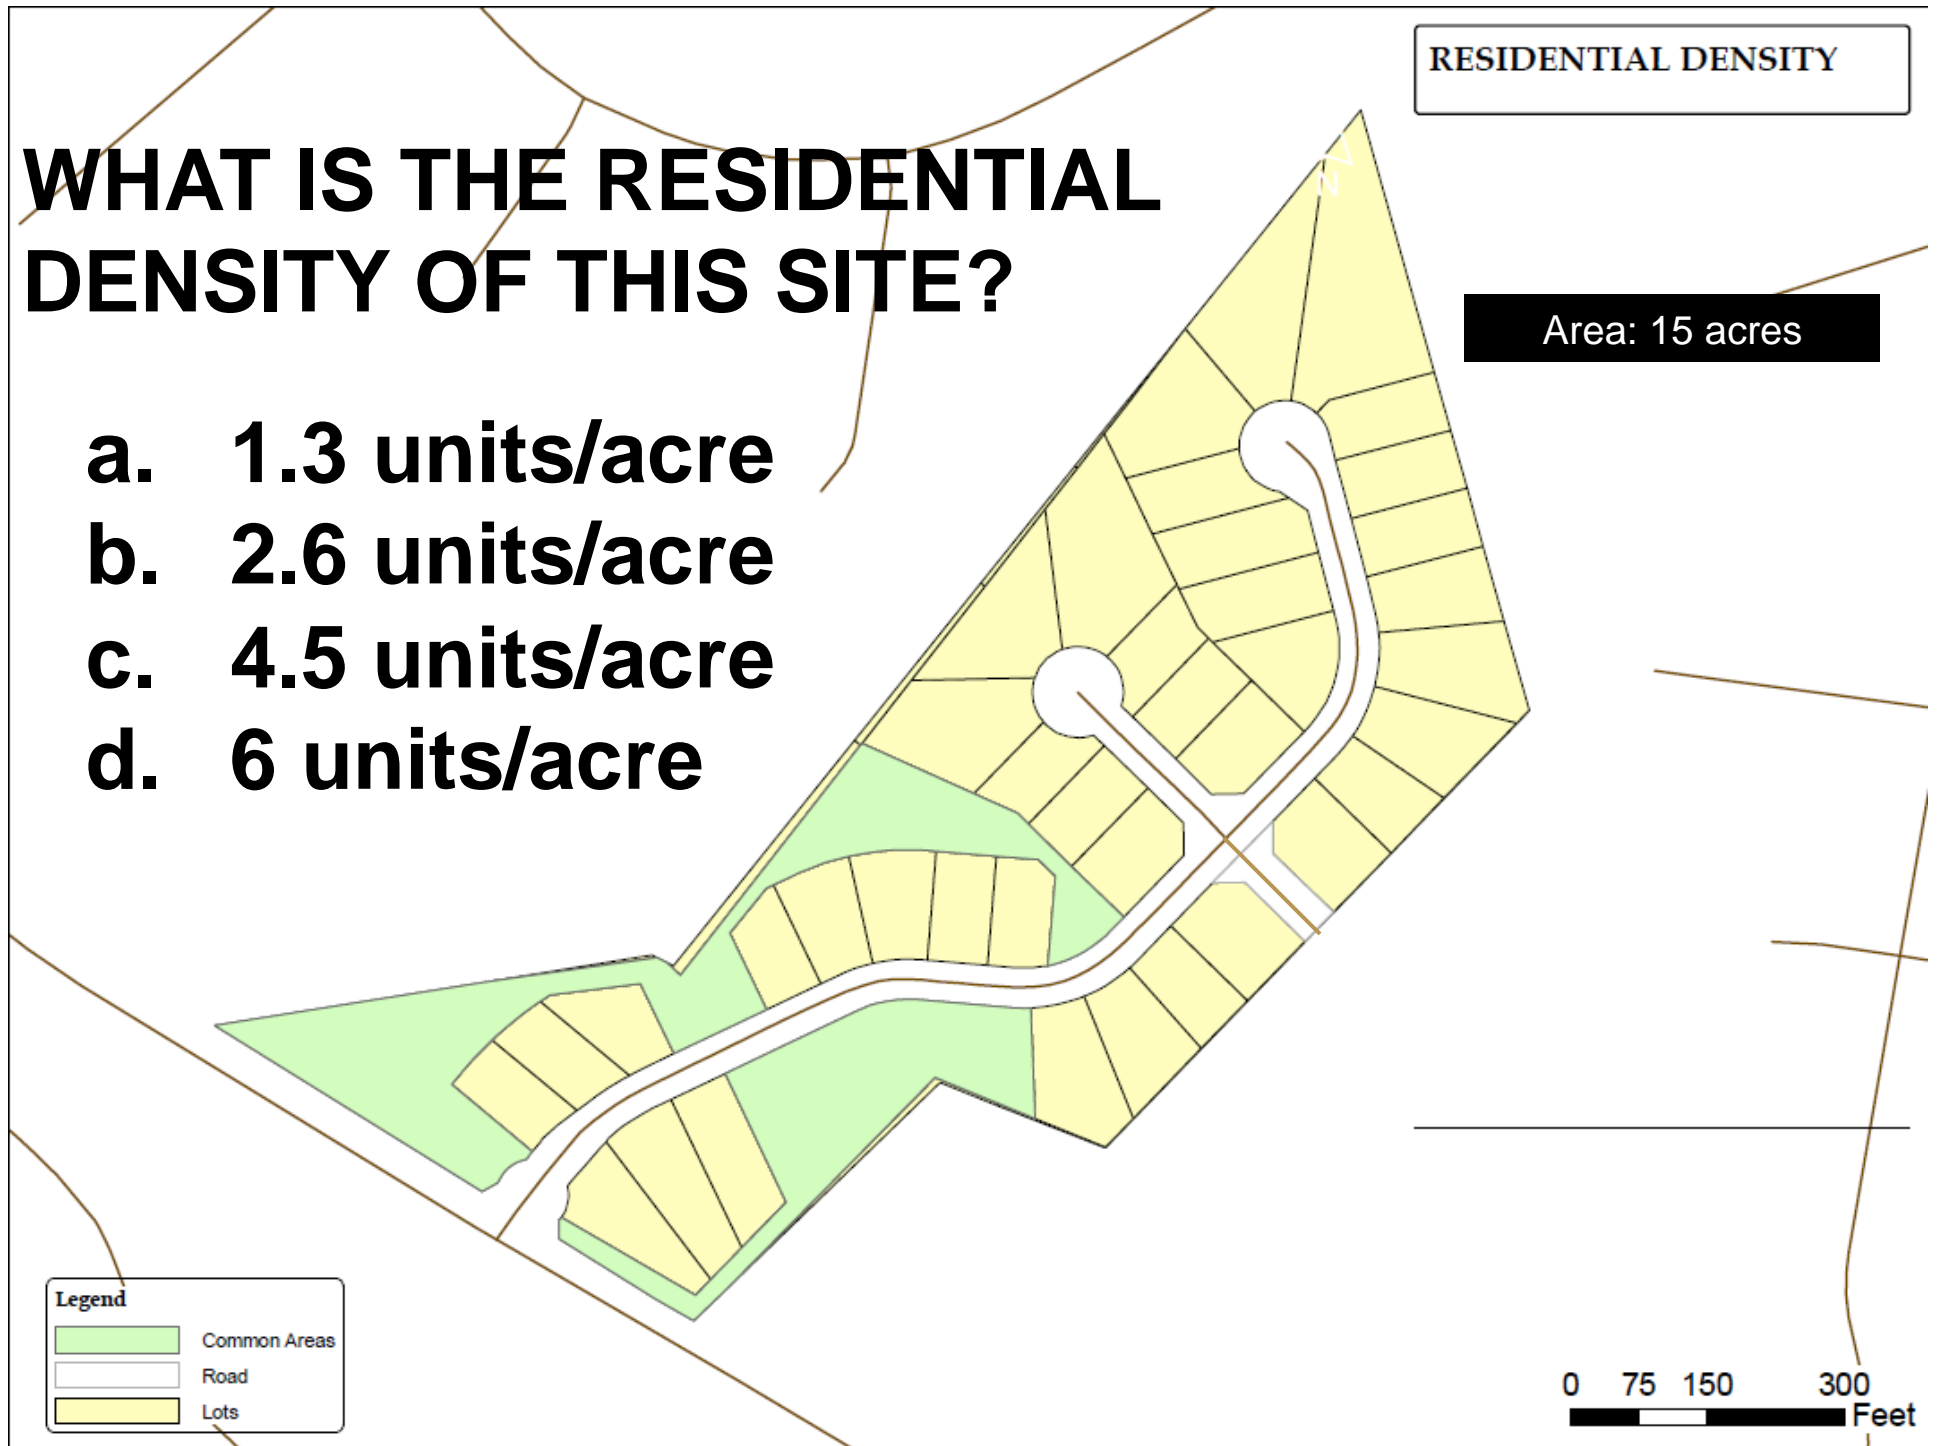 RESIDENTIAL DENSITY
WHAT IS THE RESIDENTIAL
DENSITY OF THIS SITE?
Area: 15 acres
a. 1.3 units/acre
b. 2.6 units/acre
c. 4.5 units/acre
d. 6 units/acre
Legend
Common Areas
Road
Lots
0 75 150 300
Feet